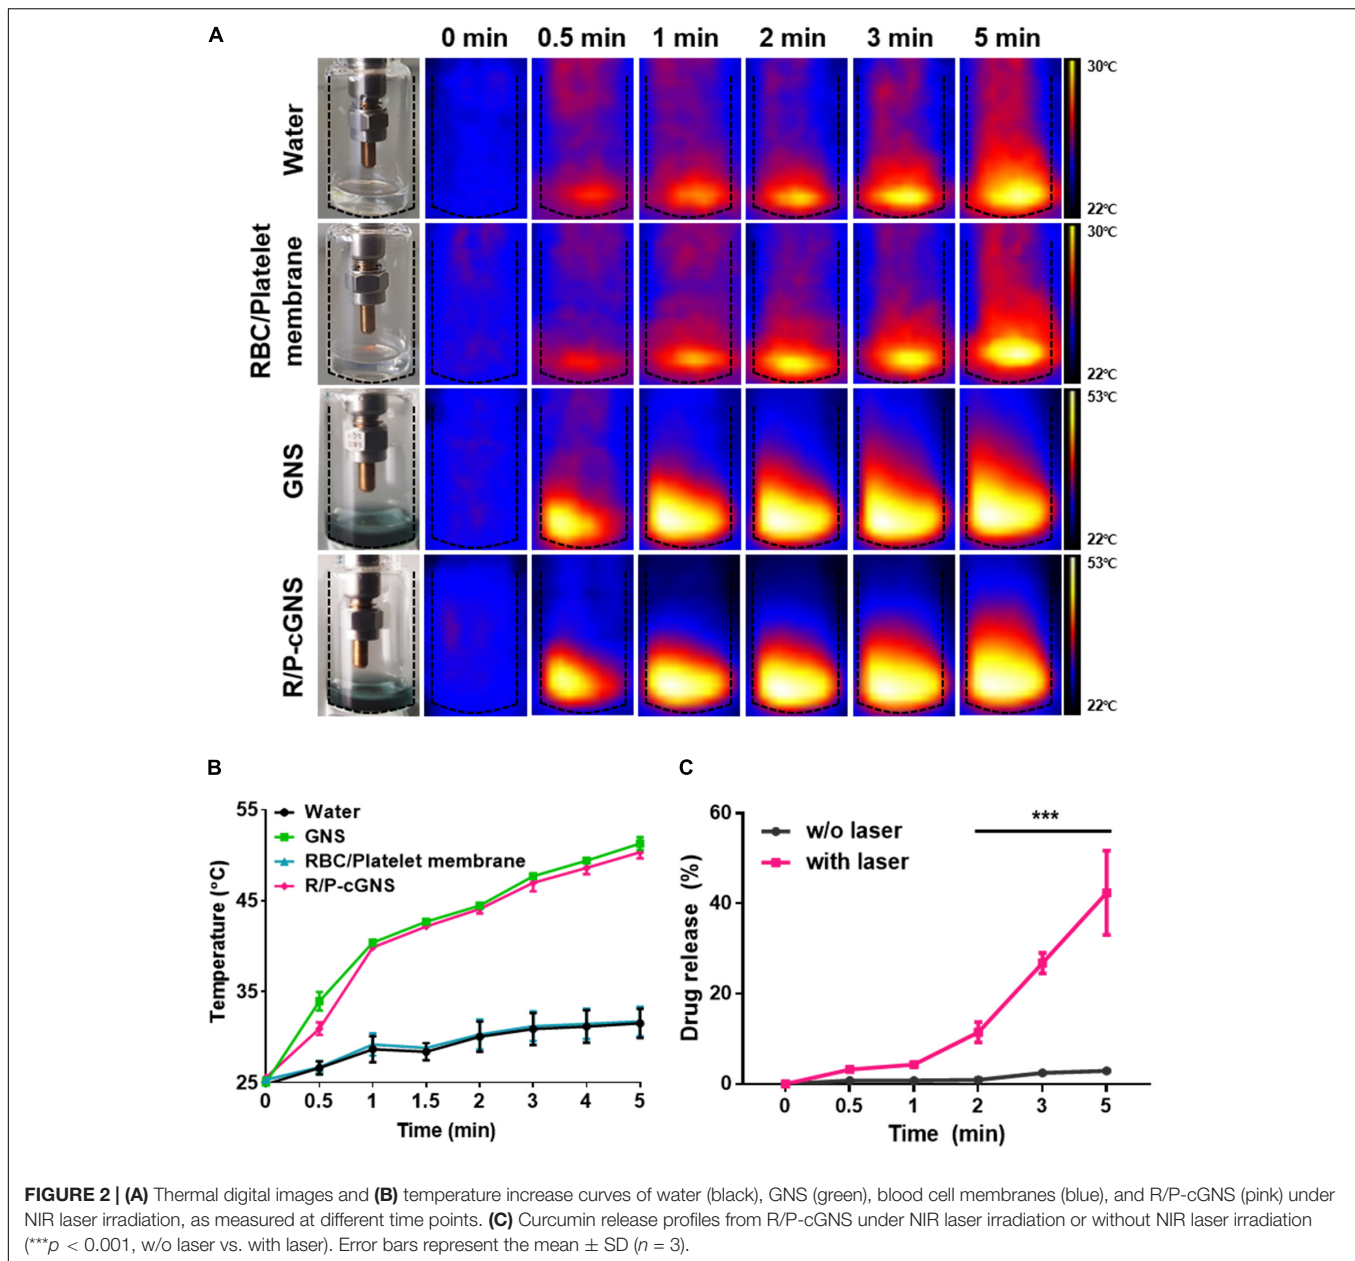 A
0 min 0.5 min 1 min 2 min 3 min 5 min
Water
30℃
22℃
RBC/Platelet
membrane
30℃
22℃
GNS
53℃
22℃
R/P-cGNS
53℃
22℃
B
Water
GNS
RBC/Platelet membrane
R/P-cGNS
Temperature (℃)
55
45
35
25
0 0.5 1 1.5 2 3 4 5
Time (min)
C
w/o laser
with laser
***
Drug release (%)
60
40
20
0
0 0.5 1 2 3 5
Time (min)
FIGURE 2 | (A) Thermal digital images and (B) temperature increase curves of water (black), GNS (green), blood cell membranes (blue), and R/P-cGNS (pink) under
NIR laser irradiation, as measured at different time points. (C) Curcumin release profiles from R/P-cGNS under NIR laser irradiation or without NIR laser irradiation
(***p < 0.001, w/o laser vs. with laser). Error bars represent the mean ± SD (n = 3).